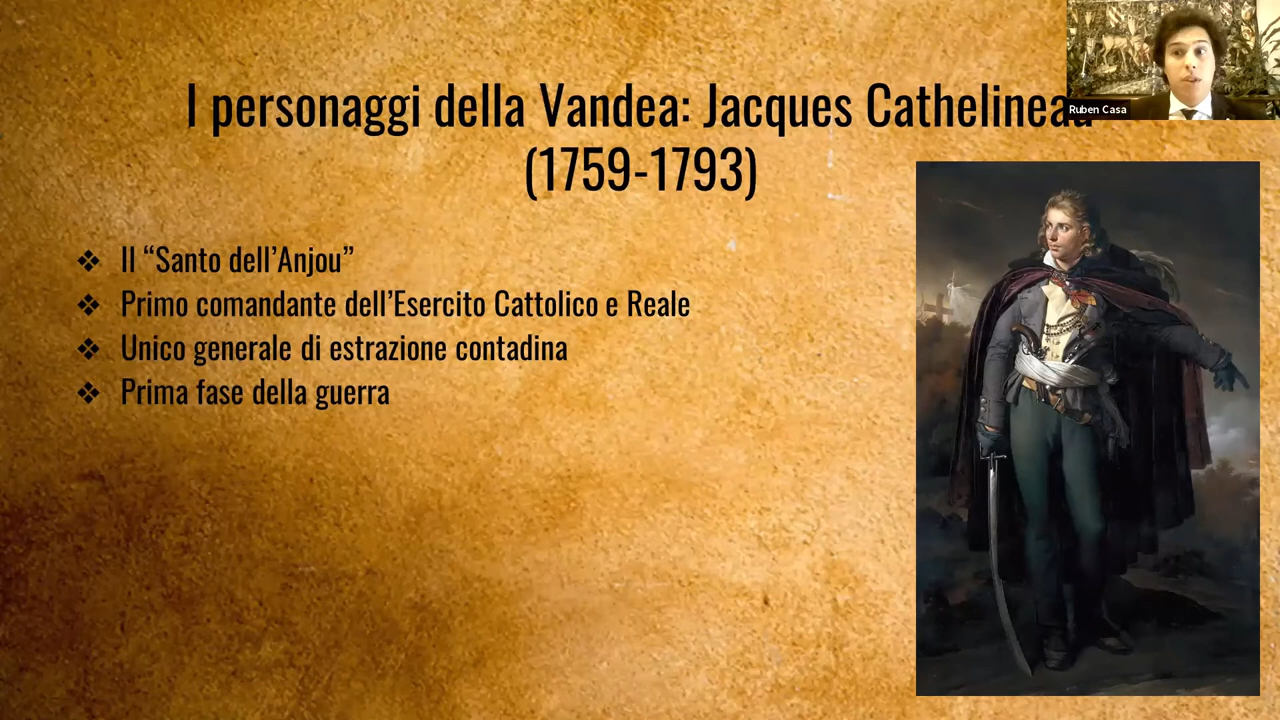 I personaggi della Vandea: Jacques Cathelineau
(1759-1793)
Ruben Casa
❖ Il “Santo dell’Anjou”
❖ Primo comandante dell’Esercito Cattolico e Reale
❖ Unico generale di estrazione contadina
❖ Prima fase della guerra